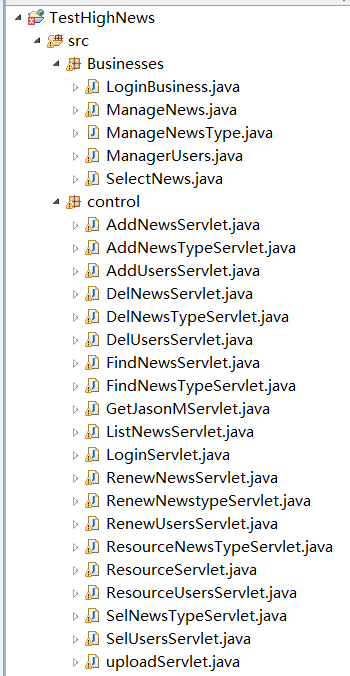 TestHighNews
src
Businesses
LoginBusiness.java
ManageNews.java
ManageNewsType.java
ManagerUsers.java
SelectNews.java
control
AddNewsServlet.java
AddNewsTypeServlet.java
AddUsersServlet.java
DelNewsServlet.java
DelNewsTypeServlet.java
DelUsersServlet.java
FindNewsServlet.java
FindNewsTypeServlet.java
GetJasonMServlet.java
ListNewsServlet.java
LoginServlet.java
RenewNewsServlet.java
RenewNewstypeServlet.java
RenewUsersServlet.java
ResourceNewsTypeServlet.java
ResourceServlet.java
ResourceUsersServlet.java
SelNewsTypeServlet.java
SelUsersServlet.java
uploadServlet.java